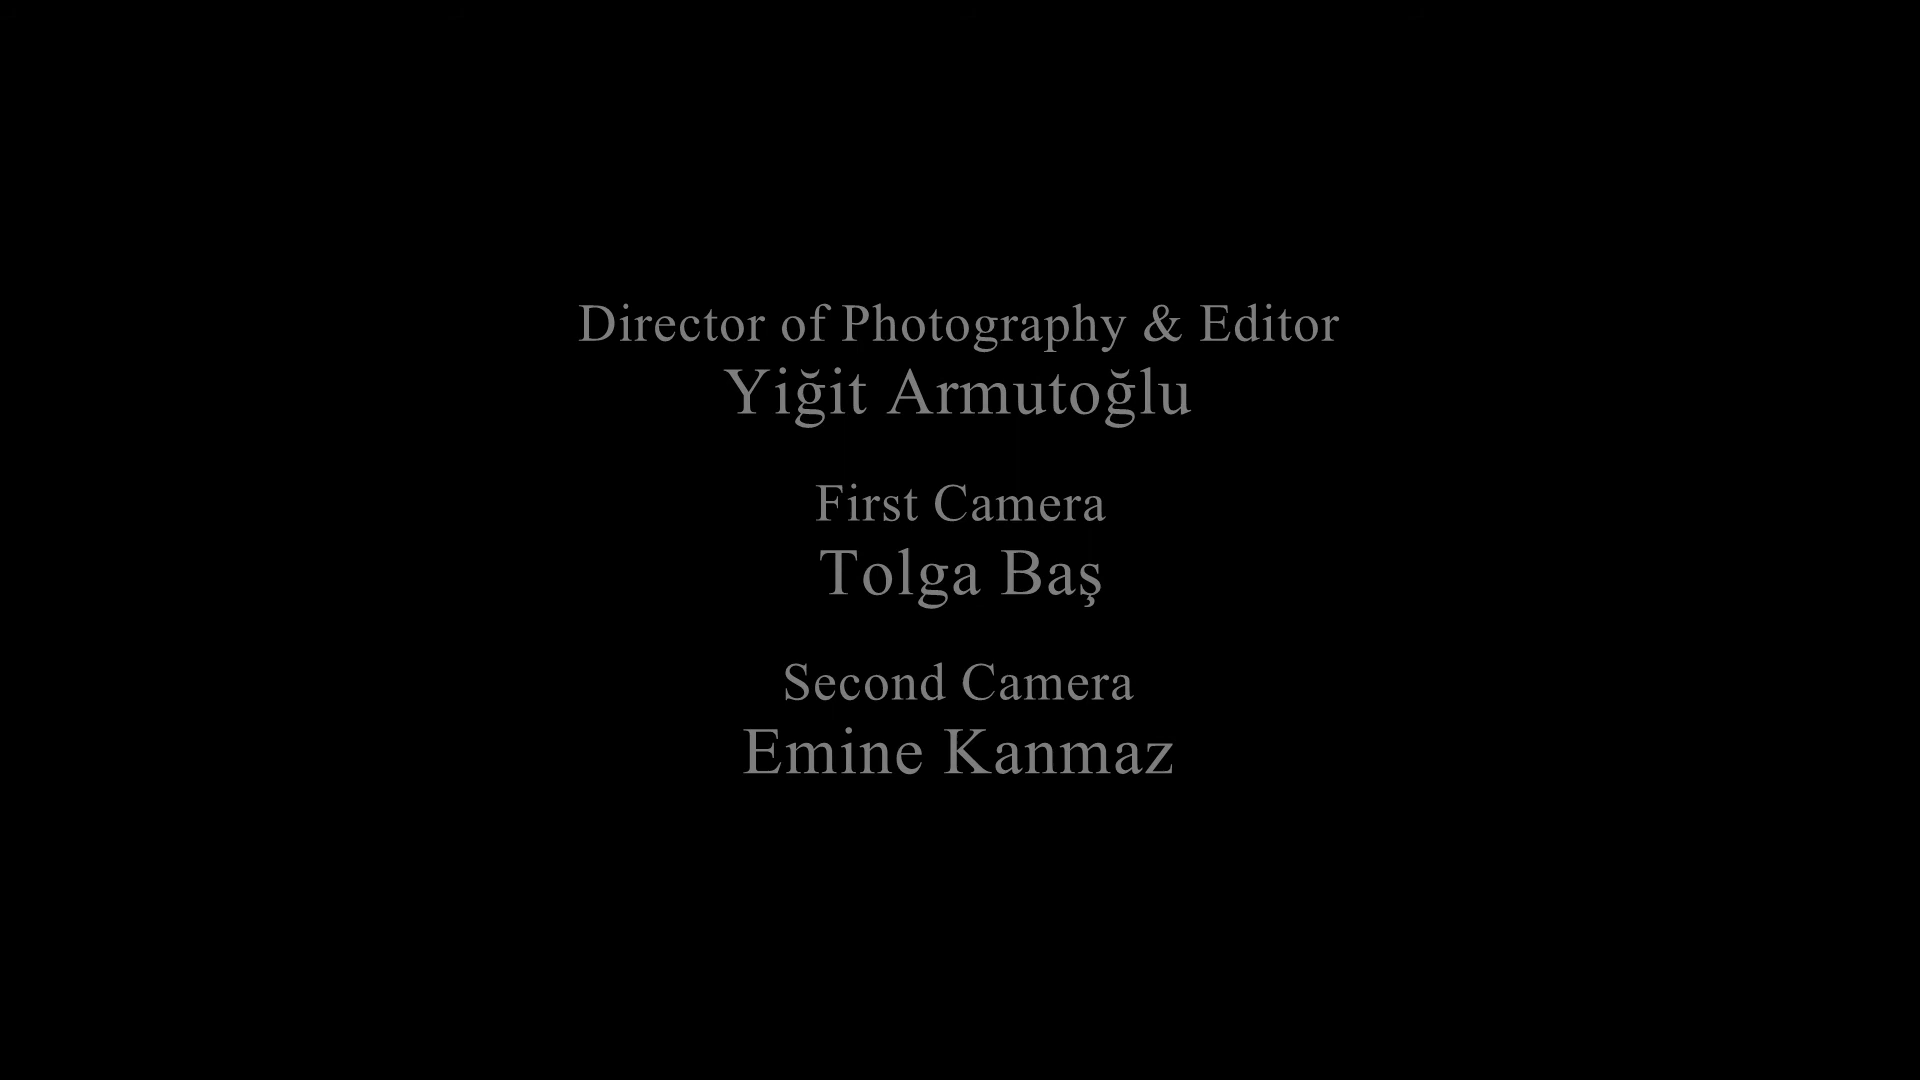 Director of Photography & Editor
Yiğit Armutoğlu
First Camera
Tolga Baş
Second Camera
Emine Kanmaz